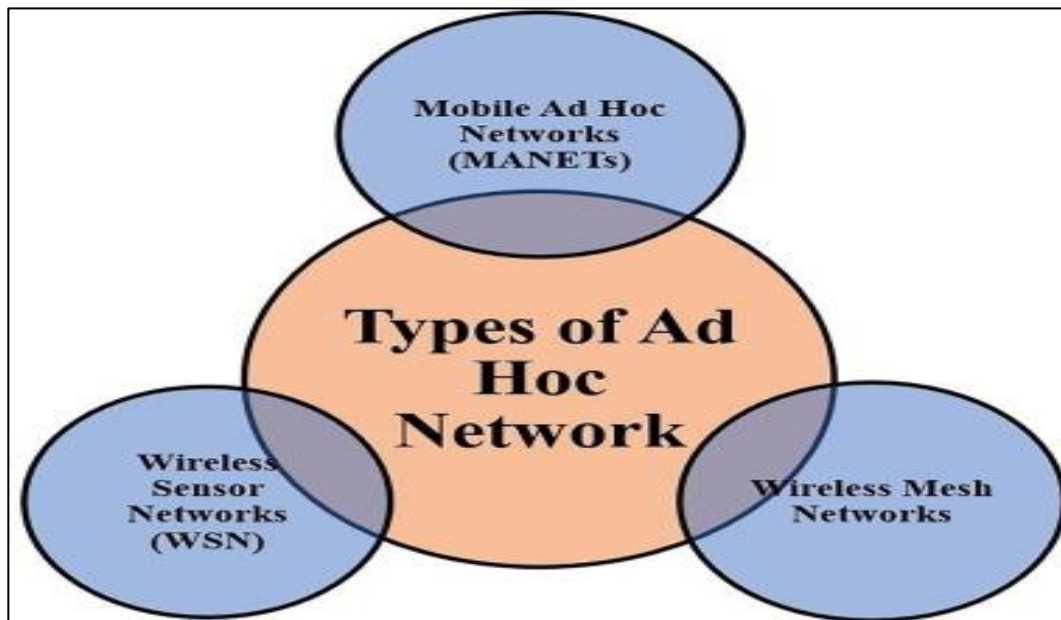 Mobile Ad Hoc
Networks
(MANETs)
Types of Ad
Hoc
Network
Wireless
Sensor
Networks
(WSN)
Wireless Mesh
Networks